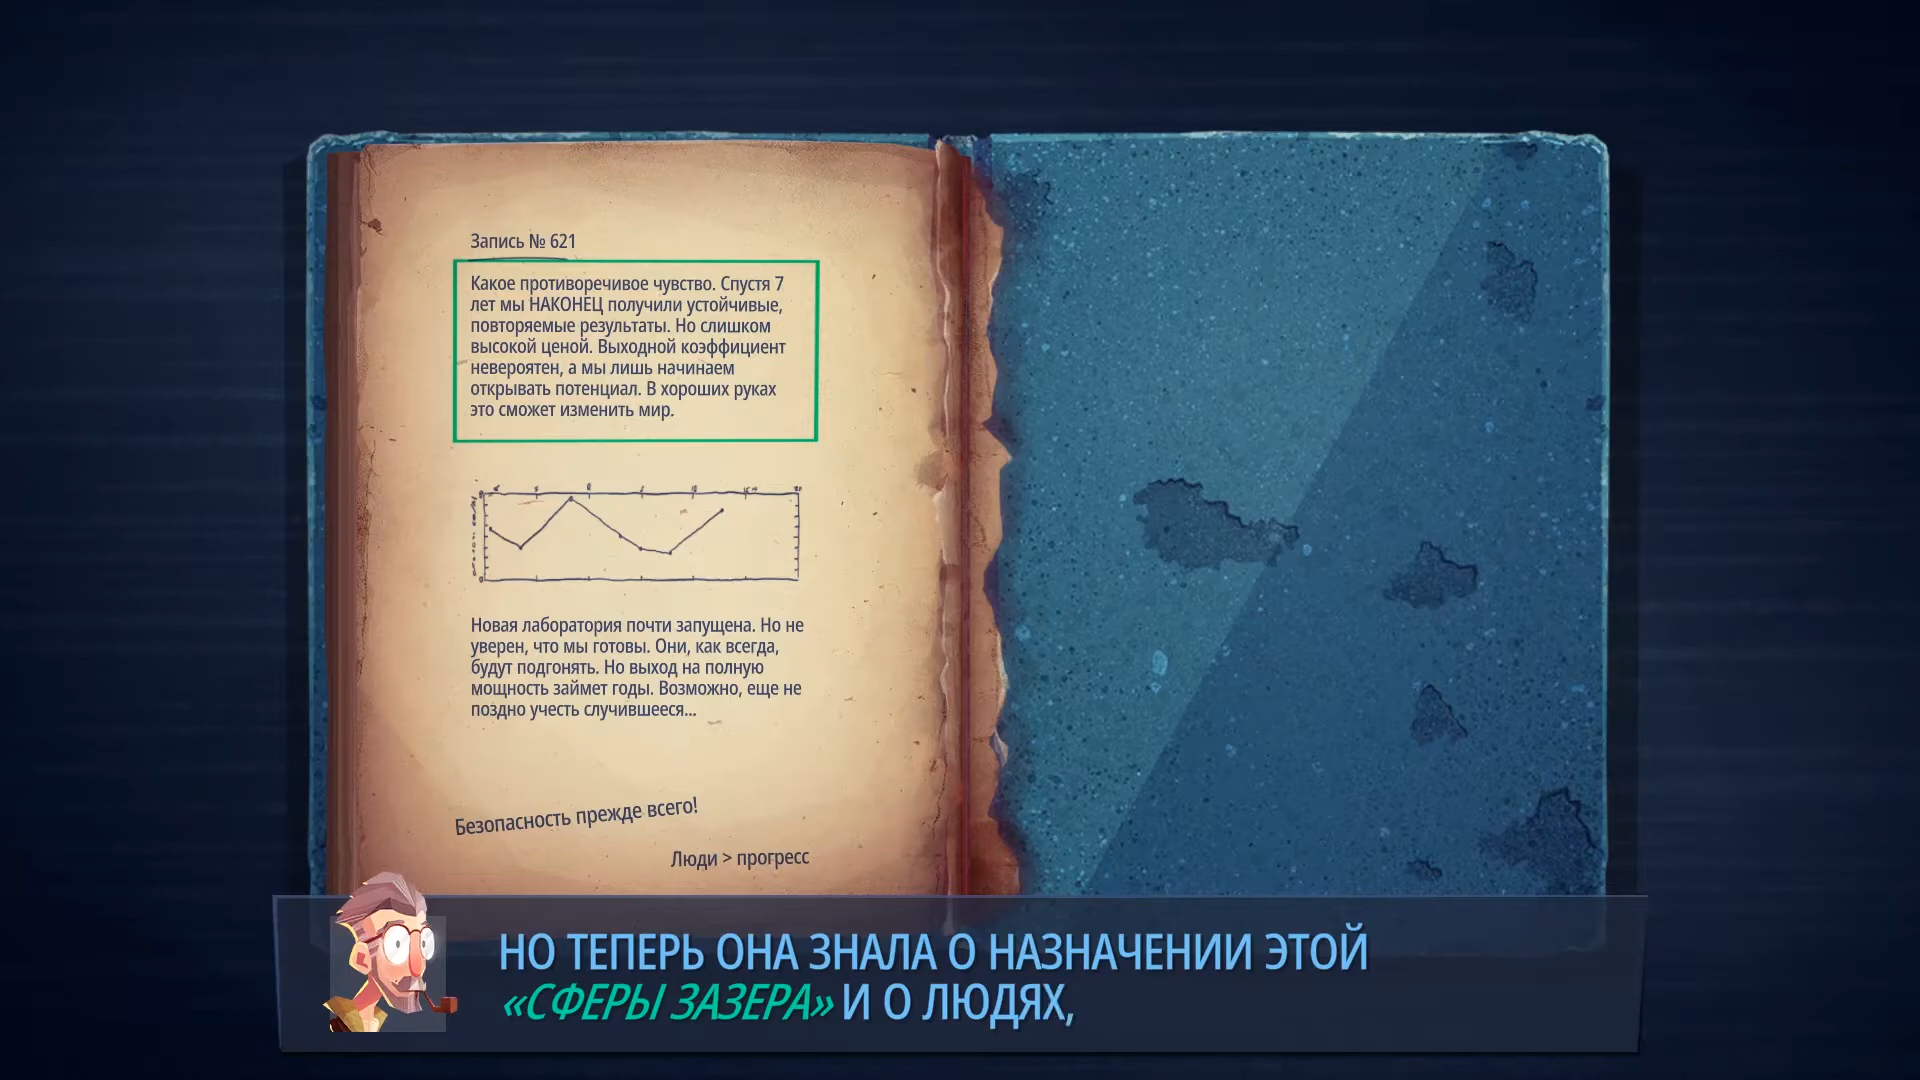 Запись № 621
Какое противоречивое чувство. Спустя 7
лет мы НАКОНЕЦ получили устойчивые,
повторяемые результаты. Но слишком
высокой ценой. Выходной коэффициент
невероятен, а мы лишь начинаем
открывать потенциал. В хороших руках
это сможет изменить мир.
Новая лаборатория почти запущена. Но не
уверен, что мы готовы. Они, как всегда,
будут подгонять. Но выход на полную
мощность займет годы. Возможно, еще не
поздно учесть случившееся...
Безопасность прежде всего!
Люди > прогресс
НО ТЕПЕРЬ ОНА ЗНАЛА О НАЗНАЧЕНИИ ЭТОЙ
«СФЕРЫ ЗАЗЕРА» И О ЛЮДЯХ,